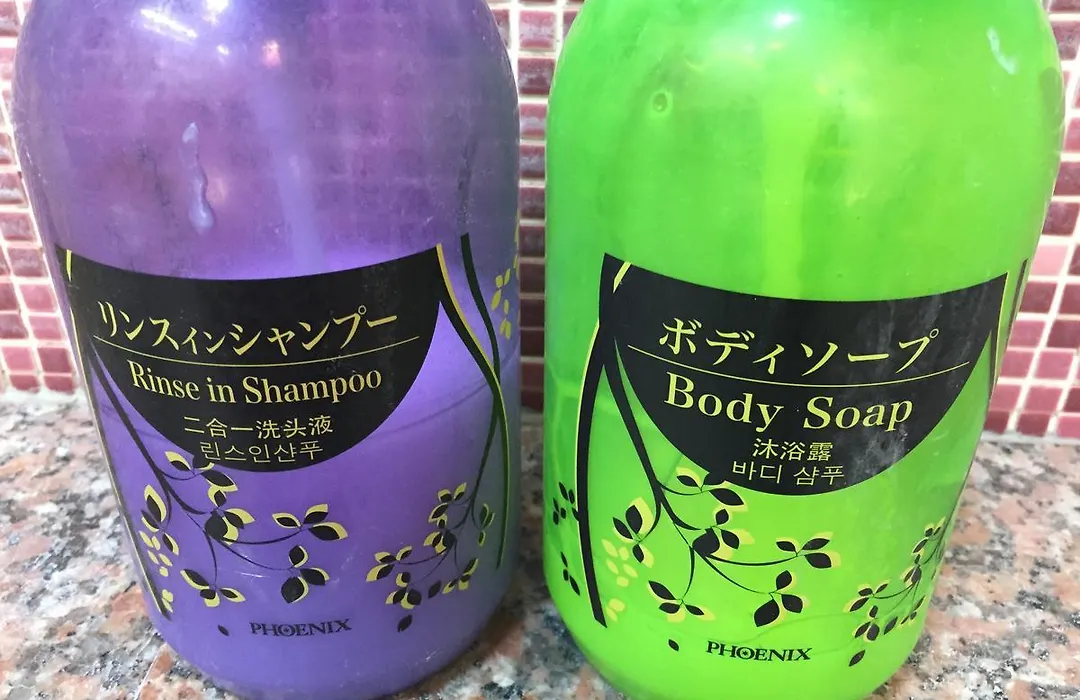 リンスインシャンプー
Rinse in Shampoo
二合一洗头液
린스인샨푸
PHOENIX
ボディソープ
Body Soap
沐浴露
바디 샴푸
PHOENIX